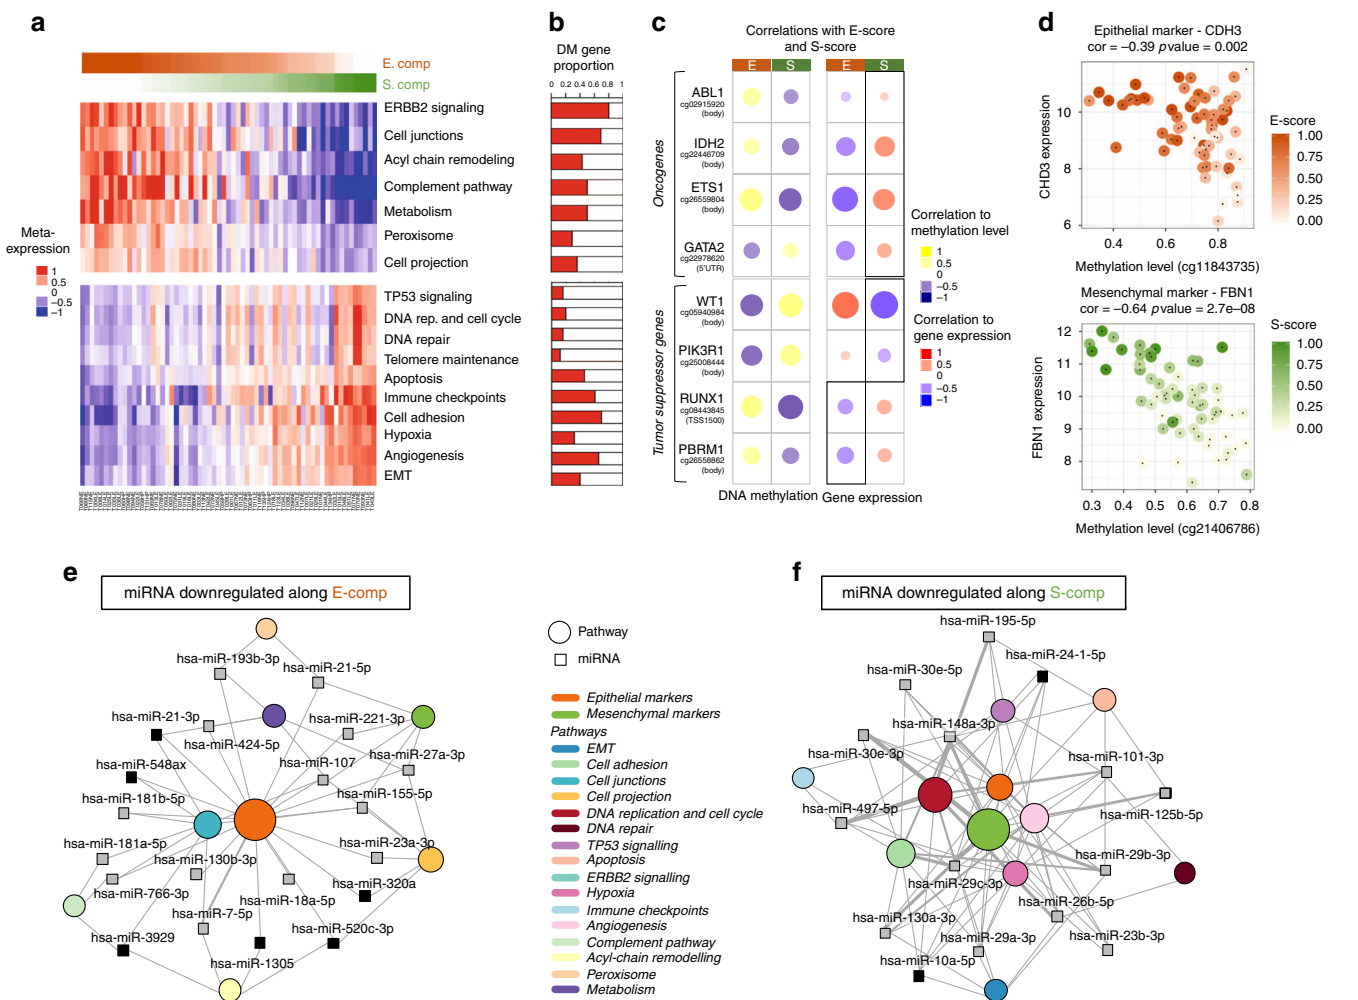 a
E. comp
S. comp
ERBB2 signaling
Cell junctions
Acyl chain remodeling
Complement pathway
Metabolism
Peroxisome
Cell projection
TP53 signaling
DNA rep. and cell cycle
DNA repair
Telomere maintenance
Apoptosis
Immune checkpoints
Cell adhesion
Hypoxia
Angiogenesis
EMT
Meta-
expression
1
0.5
0
−0.5
−1
b
DM gene
proportion
0 0.2 0.4 0.6 0.8 1
c
Correlations with E-score
and S-score
E S E S
Oncogenes
ABL1
cg02915920
(body)
IDH2
cg22446709
(body)
ETS1
cg26559804
(body)
GATA2
cg22978620
(5'UTR)
Tumor suppressor genes
WT1
cg05940984
(body)
PIK3R1
cg25008444
(body)
RUNX1
cg08443845
(TSS1500)
PBRM1
cg26558862
(body)
DNA methylation Gene expression
Correlation to
methylation level
1
0.5
0
−0.5
−1
Correlation to
gene expression
1
0.5
0
−0.5
−1
d
Epithelial marker - CDH3
cor = −0.39 pvalue = 0.002
CHD3 expression
10
8
6
0.4 0.6 0.8
Methylation level (cg11843735)
E-score
1.00
0.75
0.50
0.25
0.00
Mesenchymal marker - FBN1
cor = −0.64 pvalue = 2.7e−08
FBN1 expression
12
11
10
9
8
0.3 0.4 0.5 0.6 0.7 0.8
Methylation level (cg21406786)
S-score
1.00
0.75
0.50
0.25
0.00
e
miRNA downregulated along E-comp
hsa-miR-193b-3p
hsa-miR-21-5p
hsa-miR-21-3p
hsa-miR-221-3p
hsa-miR-424-5p
hsa-miR-27a-3p
hsa-miR-548ax
hsa-miR-107
hsa-miR-181b-5p
hsa-miR-155-5p
hsa-miR-181a-5p
hsa-miR-23a-3p
hsa-miR-130b-3p
hsa-miR-320a
hsa-miR-766-3p
hsa-miR-18a-5p
hsa-miR-7-5p
hsa-miR-3929
hsa-miR-520c-3p
hsa-miR-1305
Pathway
miRNA
Epithelial markers
Mesenchymal markers
Pathways
EMT
Cell adhesion
Cell junctions
Cell projection
DNA replication and cell cycle
DNA repair
TP53 signalling
Apoptosis
ERBB2 signalling
Hypoxia
Immune checkpoints
Angiogenesis
Complement pathway
Acyl-chain remodelling
Peroxisome
Metabolism
f
miRNA downregulated along S-comp
hsa-miR-195-5p
hsa-miR-24-1-5p
hsa-miR-30e-5p
hsa-miR-148a-3p
hsa-miR-30e-3p
hsa-miR-101-3p
hsa-miR-497-5p
hsa-miR-125b-5p
hsa-miR-29b-3p
hsa-miR-29c-3p
hsa-miR-26b-5p
hsa-miR-130a-3p
hsa-miR-29a-3p
hsa-miR-23b-3p
hsa-miR-10a-5p